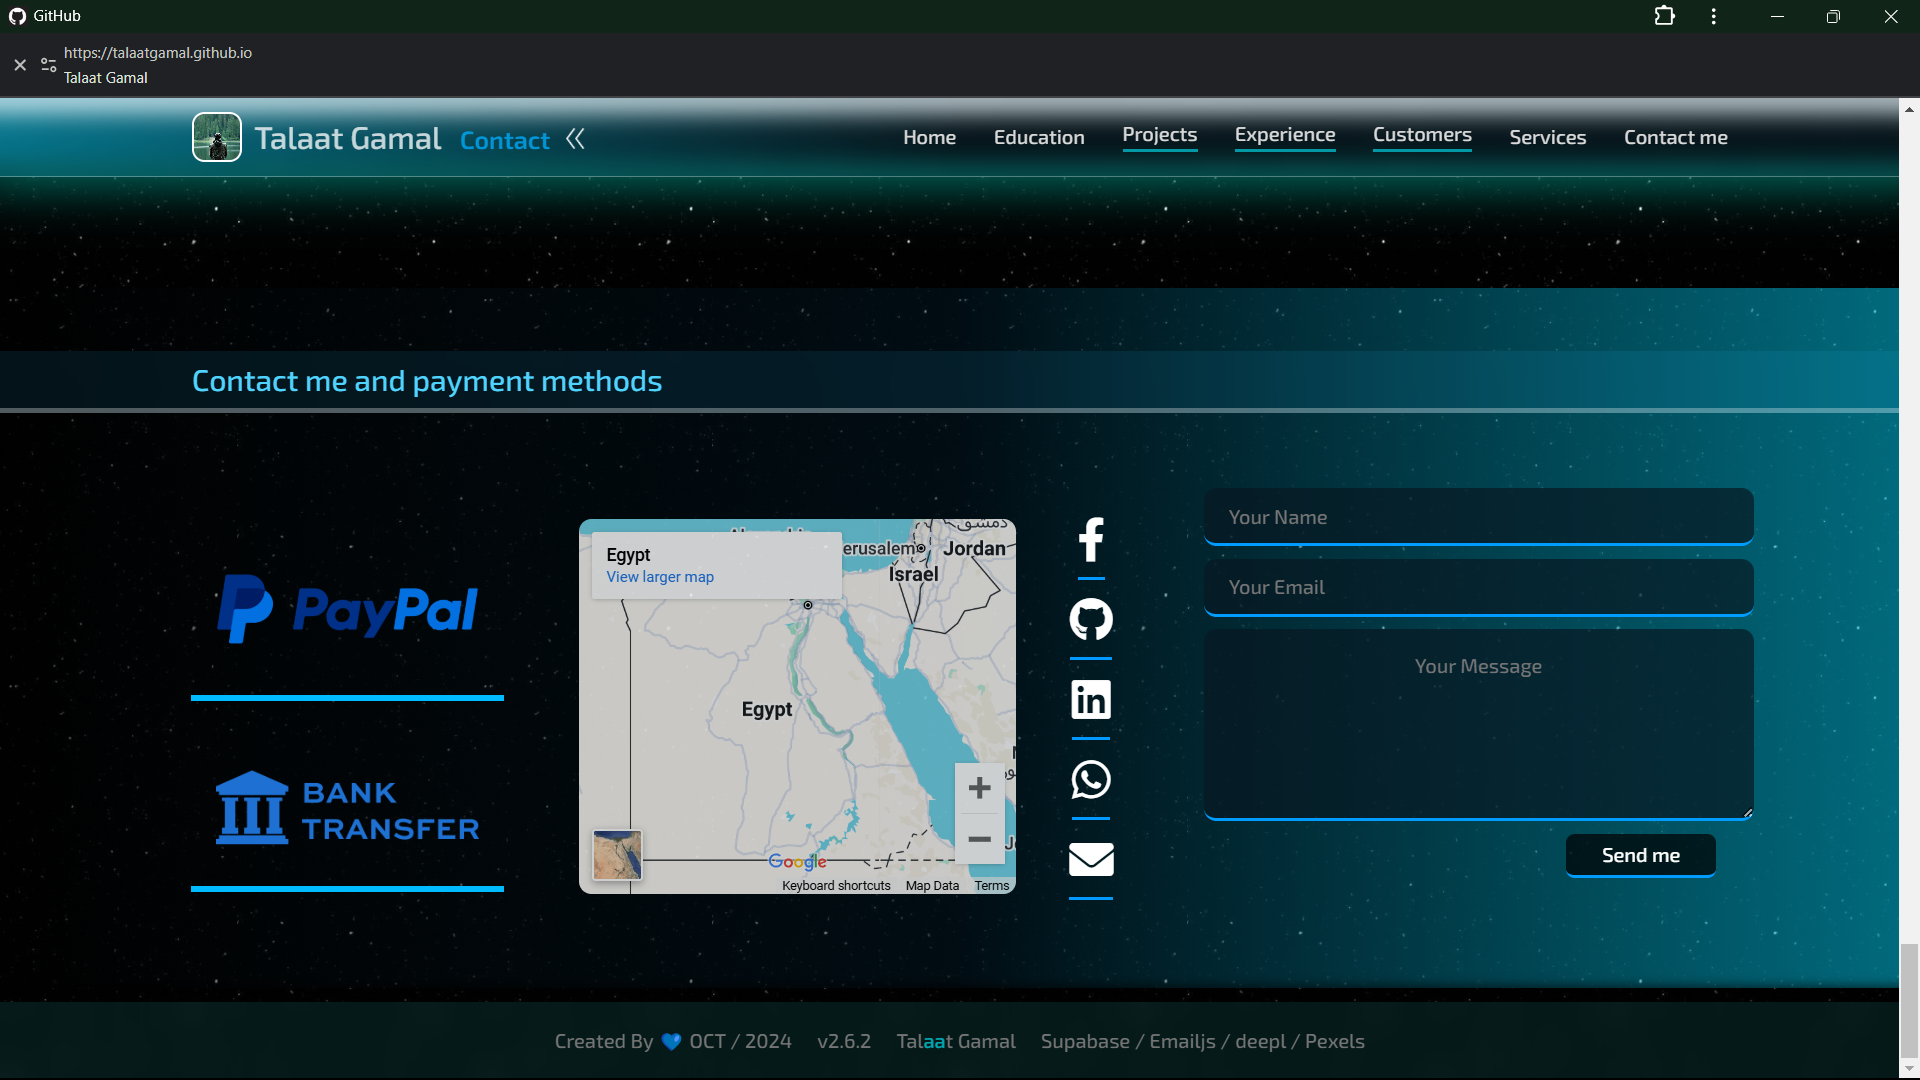 GitHub
https://talaatgamal.github.io
Talaat Gamal
Talaat Gamal Contact
Home Education Projects Experience Customers Services Contact me
Contact me and payment methods
PayPal
BANK
TRANSFER
دمشق
Egypt
View larger map
Jordan
Israel
Egypt
Google
Keyboard shortcuts Map Data Terms
Your Name
Your Email
Your Message
Send me
Created By 💙 OCT / 2024 v2.6.2 Talaat Gamal Supabase / Emailjs / deepl / Pexels